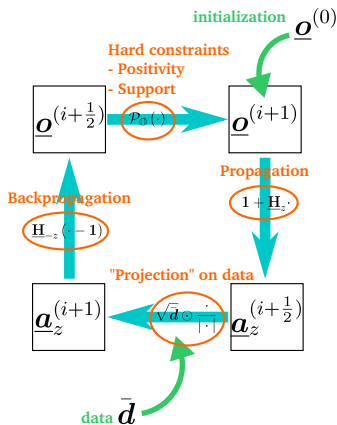 initialization o^(0)
Hard constraints
- Positivity
- Support
o^(i+1/2)
𝒫_𝔻(·)
o^(i+1)
Propagation
1 + H_z·
Backpropagation
H_−z(· − 1)
"Projection" on data
a_z^(i+1)
√d̄ ⊙ ·/|·|
a_z^(i+1/2)
data d̄